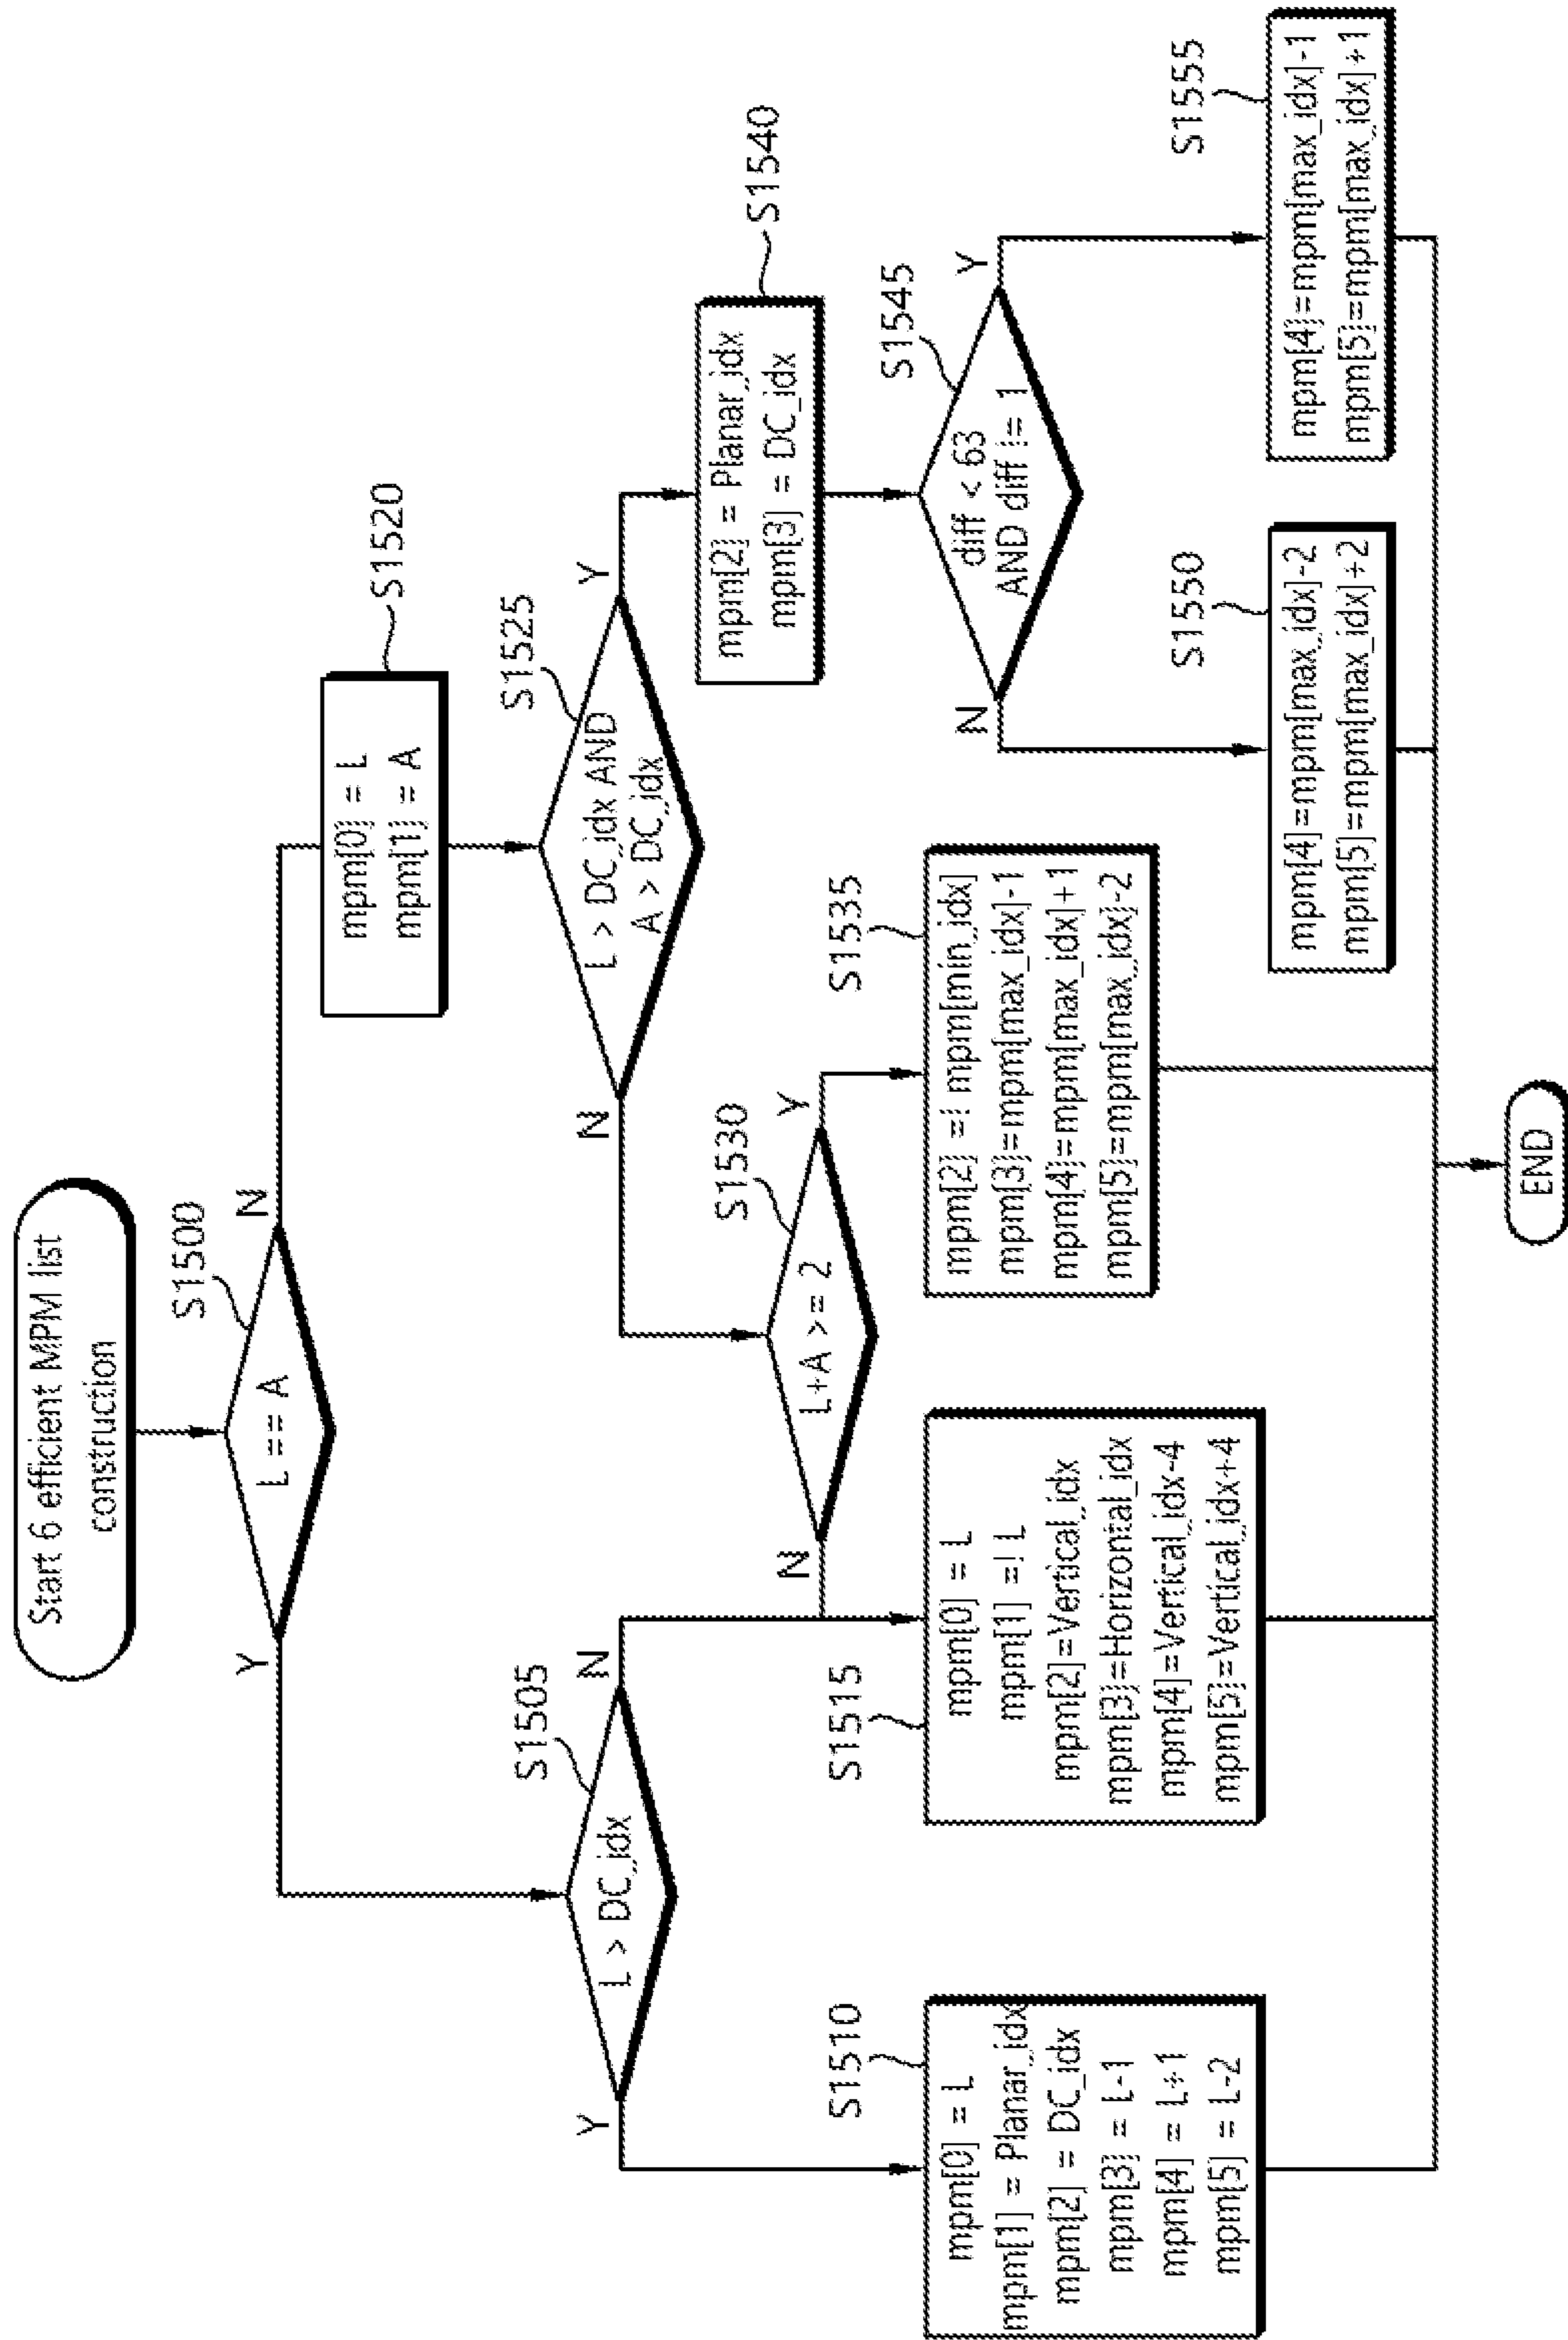 Start 6 efficient MPM list
construction
S1500
L == A
Y
N
S1505
L > DC_idx
Y
N
S1510
mpm[0] = L
mpm[1] = Planar_idx
mpm[2] = DC_idx
mpm[3] = L-1
mpm[4] = L+1
mpm[5] = L-2
S1515
mpm[0] = L
mpm[1] =! L
mpm[2]=Vertical_idx
mpm[3]=Horizontal_idx
mpm[4]=Vertical_idx-4
mpm[5]=Vertical_idx+4
S1520
mpm[0] = L
mpm[1] = A
S1525
L > DC_idx AND
A > DC_idx
N
Y
S1530
L+A >= 2
N
Y
S1535
mpm[2] =! mpm[min_idx]
mpm[3]=mpm[max_idx]-1
mpm[4]=mpm[max_idx]+1
mpm[5]=mpm[max_idx]-2
S1540
mpm[2] = Planar_idx
mpm[3] = DC_idx
S1545
diff < 63
AND diff != 1
N
Y
S1550
mpm[4]=mpm[max_idx]-2
mpm[5]=mpm[max_idx]+2
S1555
mpm[4]=mpm[max_idx]-1
mpm[5]=mpm[max_idx]+1
END